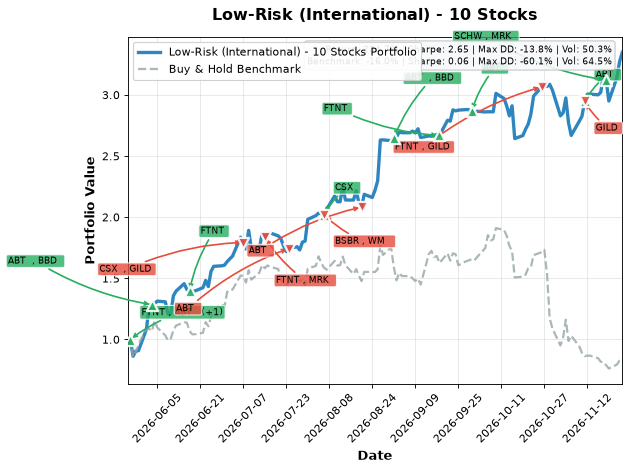 Low-Risk (International) - 10 Stocks
SCHW , MRK
Low-Risk (International) - 10 Stocks Portfolio
Buy & Hold Benchmark
Sharpe: 2.65 | Max DD: -13.8% | Vol: 50.3%
Benchmark: -16.0% | Sharpe: 0.06 | Max DD: -60.1% | Vol: 64.5%
ABT
, BBD
FTNT
GILD
FTNT , GILD
CSX
FTNT
BSBR , WM
ABT
ABT , BBD
CSX , GILD
FTNT , MRK
ABT
FTNT , (+1)
3.0
2.5
2.0
1.5
1.0
Portfolio Value
2026-06-05
2026-06-21
2026-07-07
2026-07-23
2026-08-08
2026-08-24
2026-09-09
2026-09-25
2026-10-11
2026-10-27
2026-11-12
Date